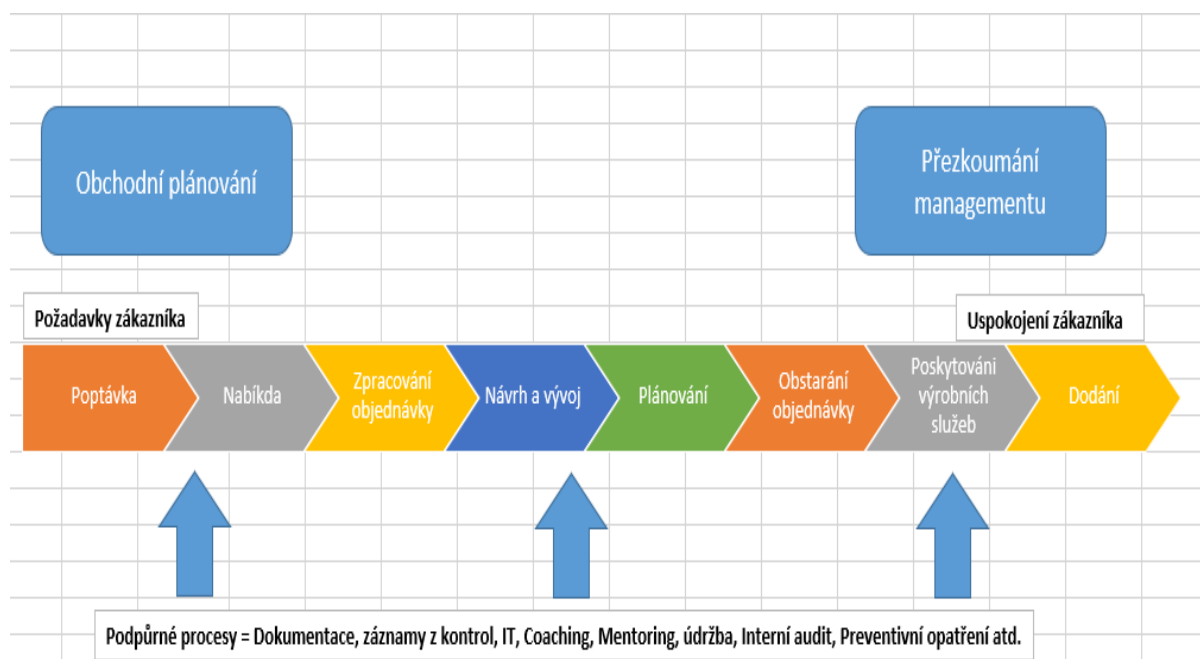 Obchodní plánování
Přezkoumání
managementu
Požadavky zákazníka
Uspokojení zákazníka
Poptávka
Nabíkda
Zpracování
objednávky
Návrh a vývoj
Plánování
Obstarání
objednávky
Poskytováni
výrobních
služeb
Dodání
Podpůrné procesy = Dokumentace, záznamy z kontrol, IT, Coaching, Mentoring, údržba, Interní audit, Preventivní opatření atd.